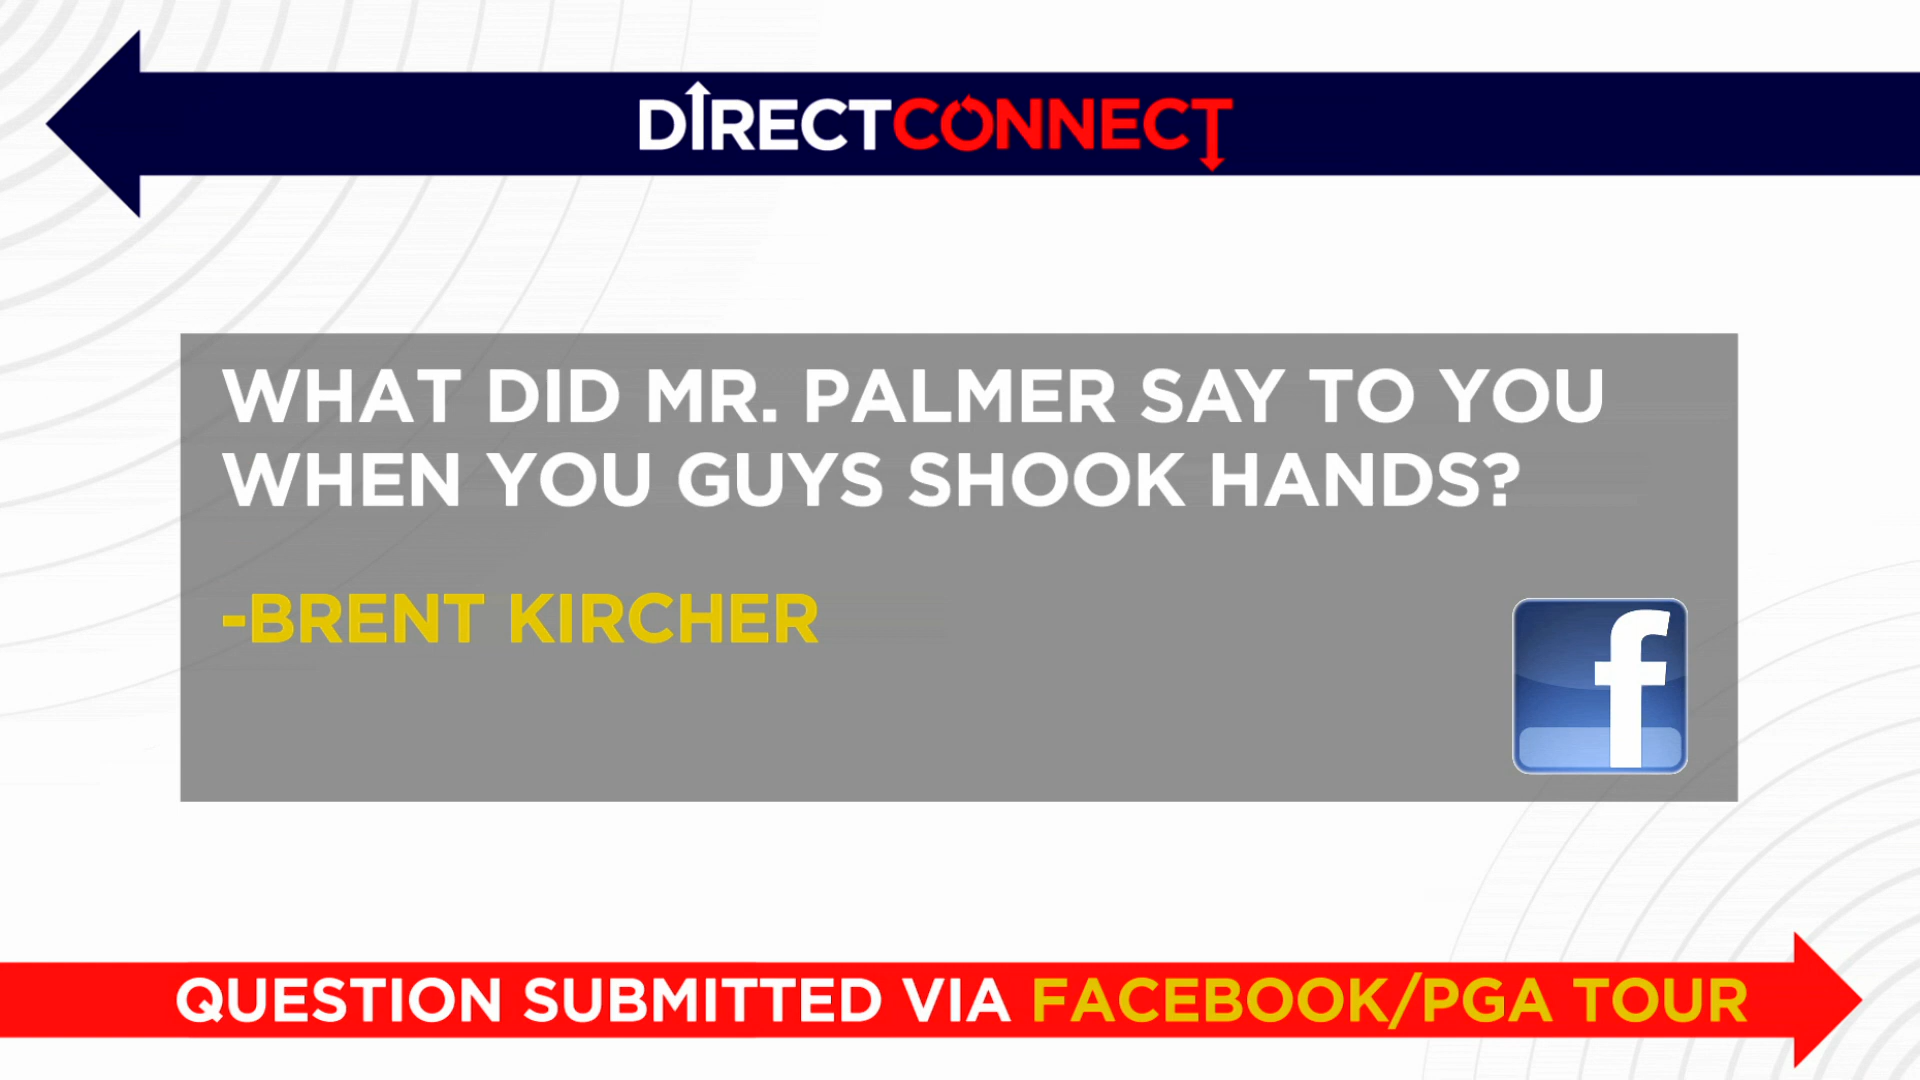 DIRECTCONNECT
WHAT DID MR. PALMER SAY TO YOU
WHEN YOU GUYS SHOOK HANDS?
-BRENT KIRCHER
f
QUESTION SUBMITTED VIA FACEBOOK/PGA TOUR